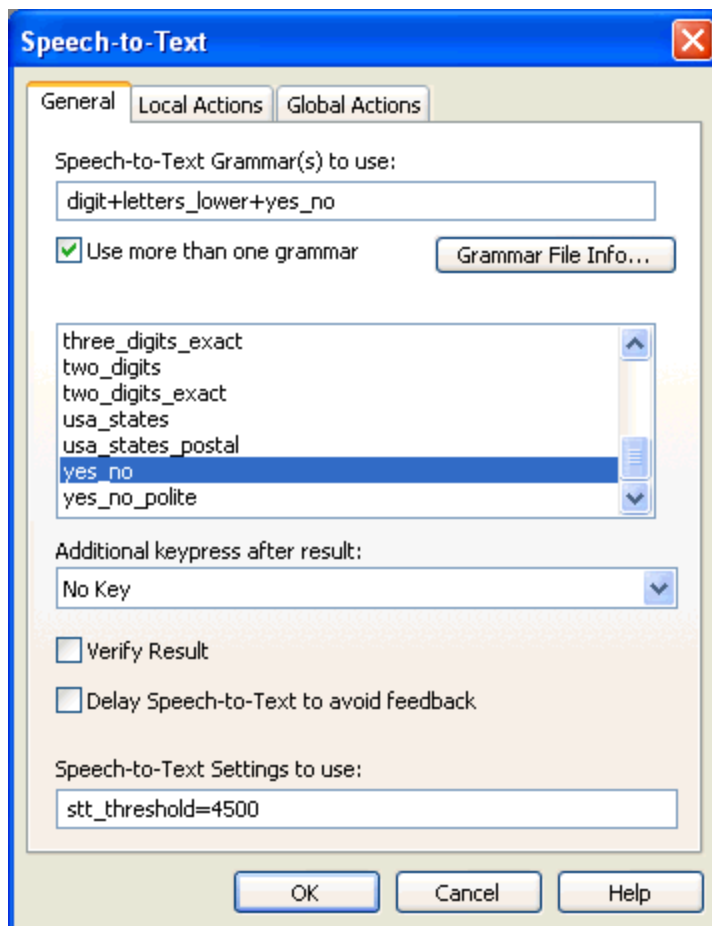 Speech-to-Text
General Local Actions Global Actions
Speech-to-Text Grammar(s) to use:
digit+letters_lower+yes_no
Use more than one grammar Grammar File Info...
three_digits_exact
two_digits
two_digits_exact
usa_states
usa_states_postal
yes_no
yes_no_polite
Additional keypress after result:
No Key
Verify Result
Delay Speech-to-Text to avoid feedback
Speech-to-Text Settings to use:
stt_threshold=4500
OK Cancel Help